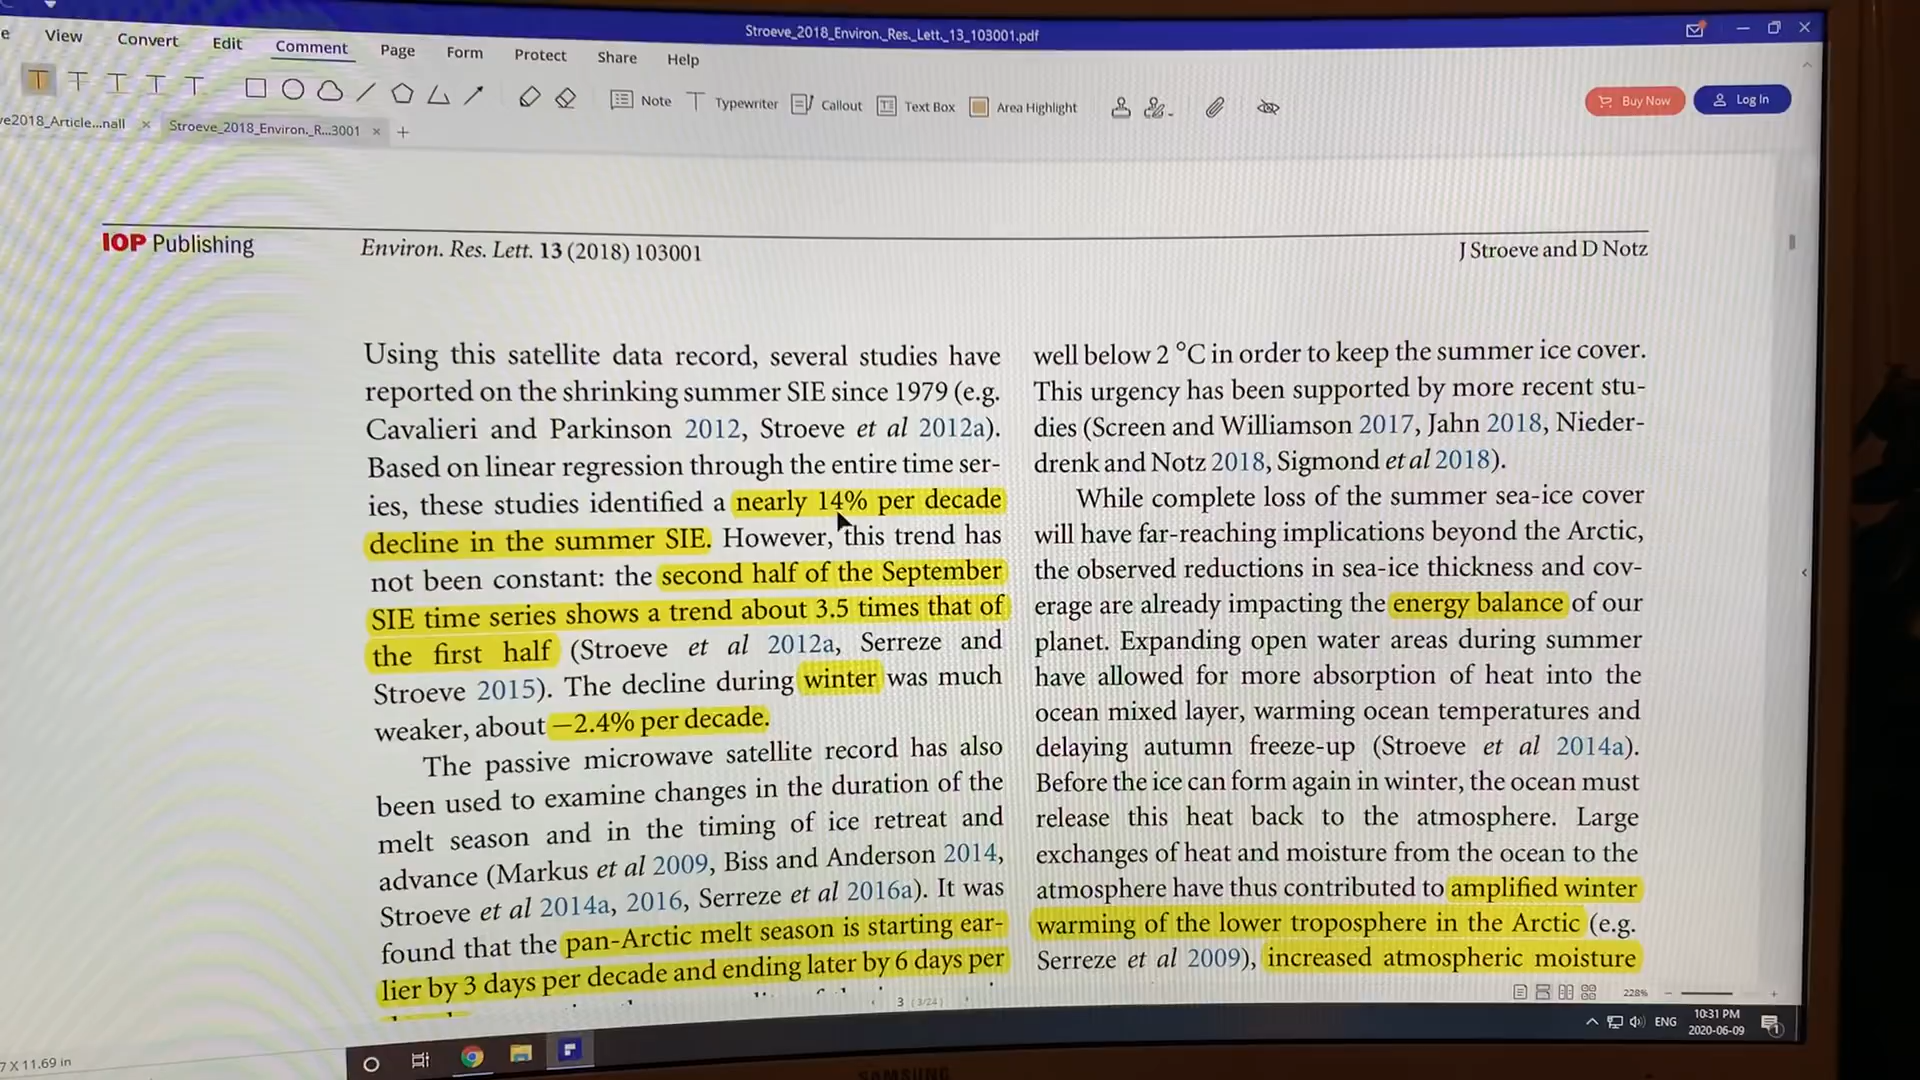 Stroeve_2018_Environ._Res._Lett._13_103001.pdf
View Convert Edit Comment Page Form Protect Share Help
Note Typewriter Callout Text Box Area Highlight
Buy Now Log In
ve2018_Article...nall × Stroeve_2018_Environ._R...3001 × +
IOP Publishing
Environ. Res. Lett. 13 (2018) 103001
J Stroeve and D Notz
Using this satellite data record, several studies have
reported on the shrinking summer SIE since 1979 (e.g.
Cavalieri and Parkinson 2012, Stroeve et al 2012a).
Based on linear regression through the entire time ser-
ies, these studies identified a nearly 14% per decade
decline in the summer SIE. However, this trend has
not been constant: the second half of the September
SIE time series shows a trend about 3.5 times that of
the first half (Stroeve et al 2012a, Serreze and
Stroeve 2015). The decline during winter was much
weaker, about −2.4% per decade.
The passive microwave satellite record has also
been used to examine changes in the duration of the
melt season and in the timing of ice retreat and
advance (Markus et al 2009, Biss and Anderson 2014,
Stroeve et al 2014a, 2016, Serreze et al 2016a). It was
found that the pan-Arctic melt season is starting ear-
lier by 3 days per decade and ending later by 6 days per
well below 2 °C in order to keep the summer ice cover.
This urgency has been supported by more recent stu-
dies (Screen and Williamson 2017, Jahn 2018, Nieder-
drenk and Notz 2018, Sigmond et al 2018).
While complete loss of the summer sea-ice cover
will have far-reaching implications beyond the Arctic,
the observed reductions in sea-ice thickness and cov-
erage are already impacting the energy balance of our
planet. Expanding open water areas during summer
have allowed for more absorption of heat into the
ocean mixed layer, warming ocean temperatures and
delaying autumn freeze-up (Stroeve et al 2014a).
Before the ice can form again in winter, the ocean must
release this heat back to the atmosphere. Large
exchanges of heat and moisture from the ocean to the
atmosphere have thus contributed to amplified winter
warming of the lower troposphere in the Arctic (e.g.
Serreze et al 2009), increased atmospheric moisture
3 (3/24)
228%
7 X 11.69 in
ENG
10:31 PM
2020-06-09
SAMSUNG